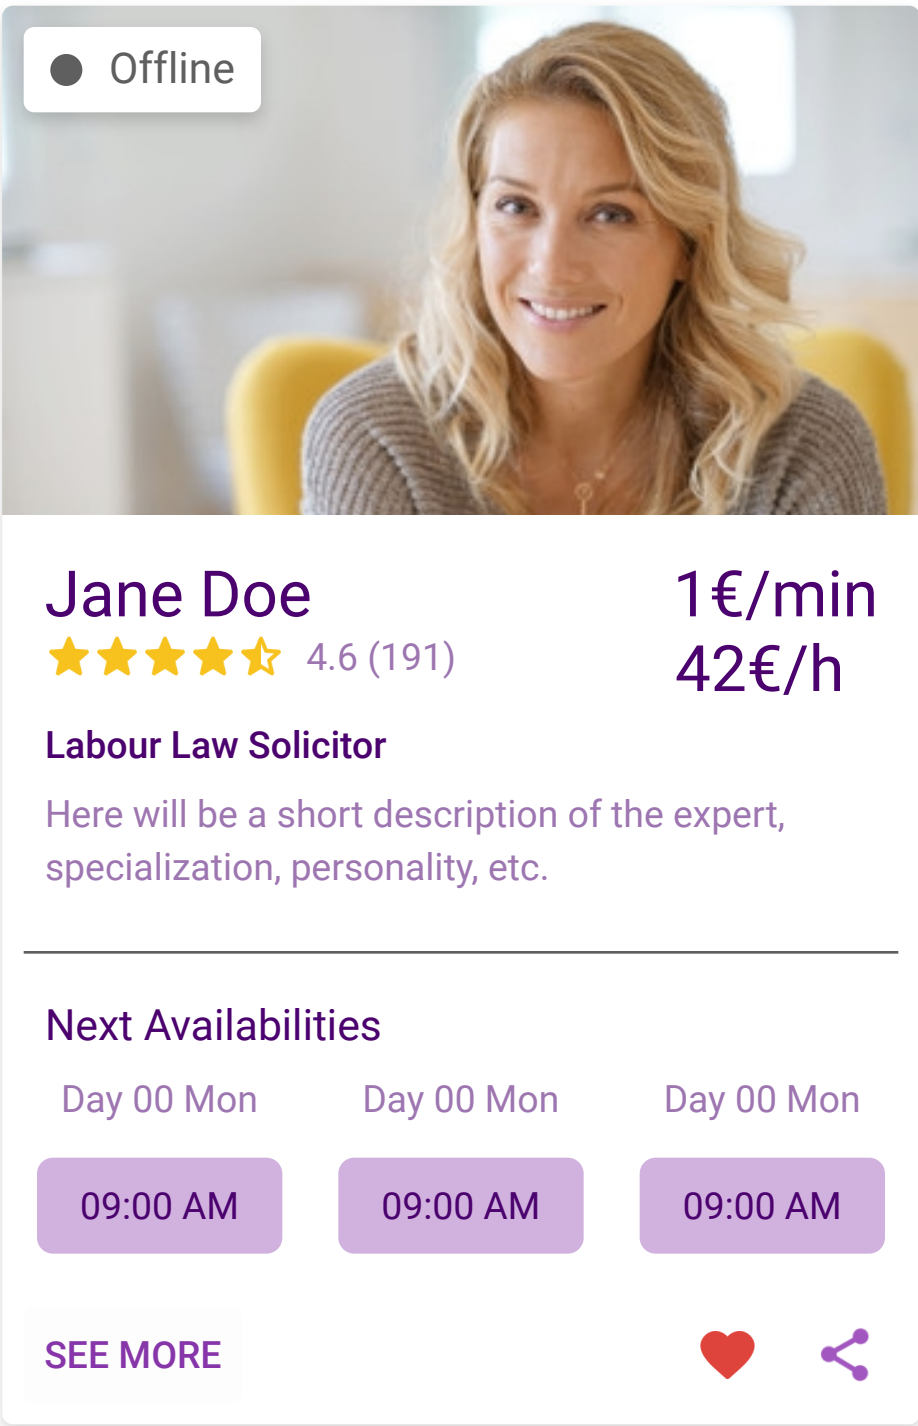 Offline
Jane Doe
1€/min
4.6 (191)
42€/h
Labour Law Solicitor
Here will be a short description of the expert,
specialization, personality, etc.
Next Availabilities
Day 00 Mon Day 00 Mon Day 00 Mon
09:00 AM 09:00 AM 09:00 AM
SEE MORE